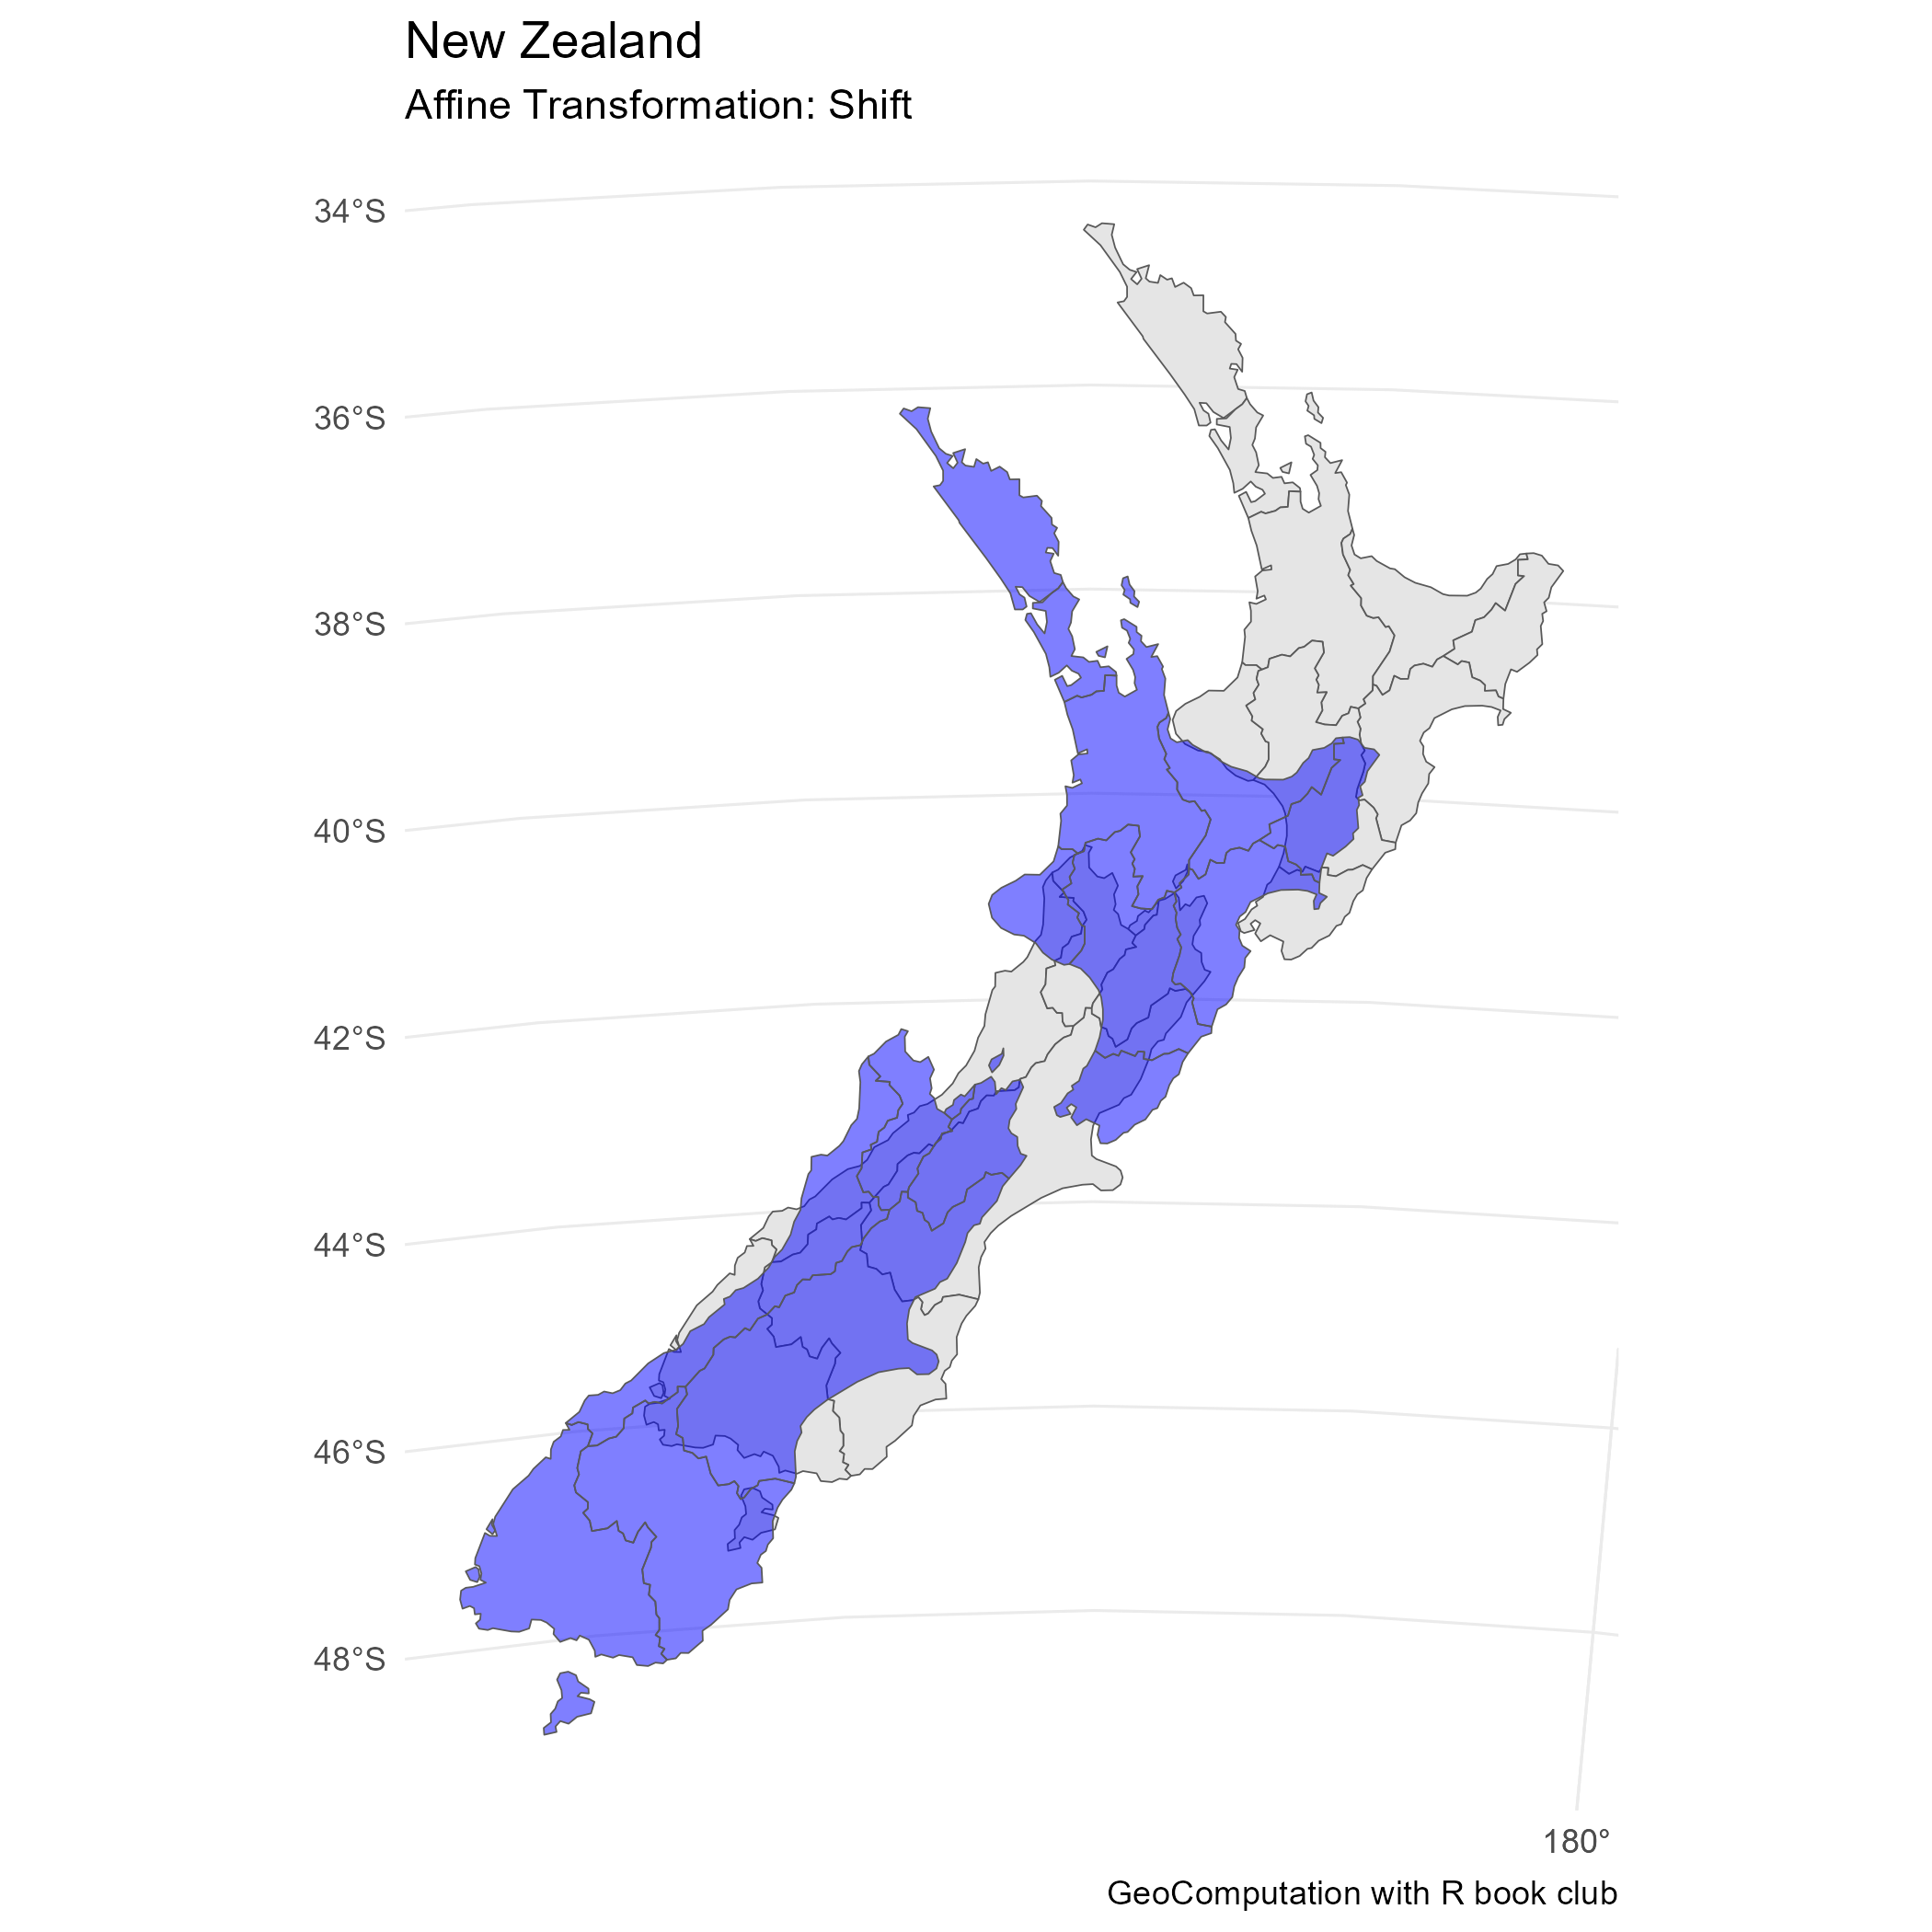 New Zealand
Affine Transformation: Shift
34°S
36°S
38°S
40°S
42°S
44°S
46°S
48°S
180°
GeoComputation with R book club